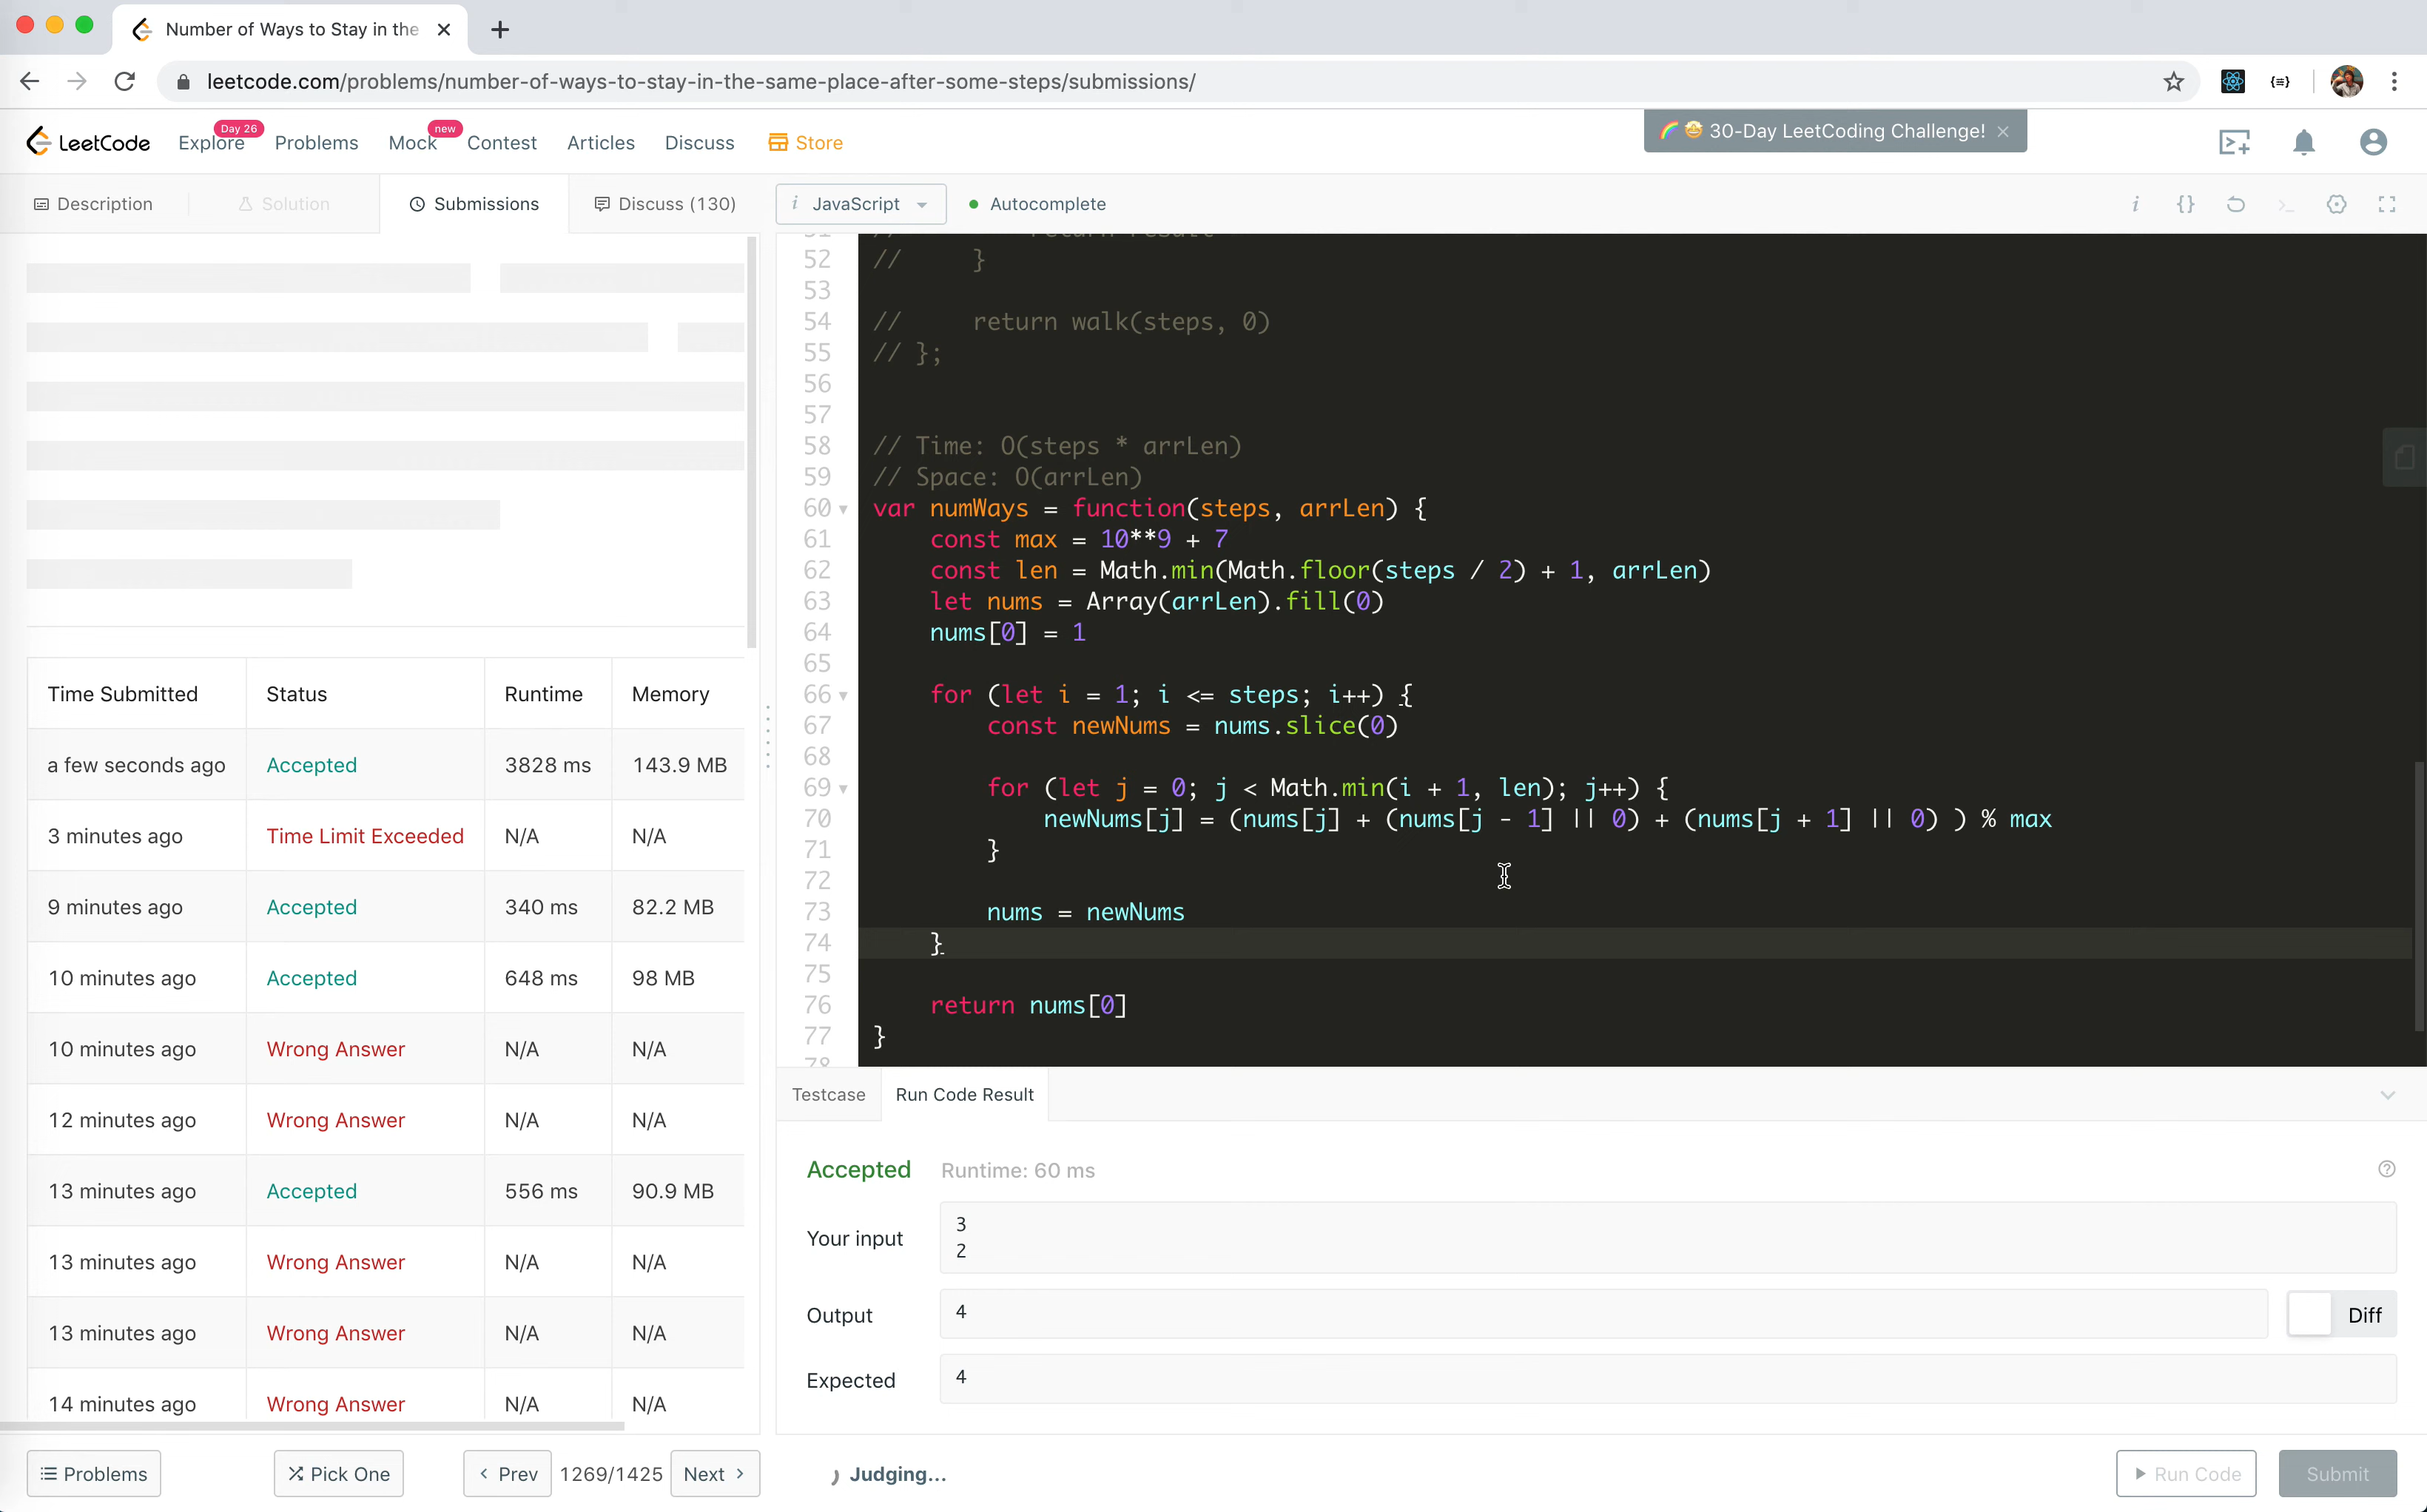 Number of Ways to Stay in the
leetcode.com/problems/number-of-ways-to-stay-in-the-same-place-after-some-steps/submissions/
LeetCode
Explore
Day 26
Problems
Mock
new
Contest
Articles
Discuss
Store
30-Day LeetCoding Challenge!
Description
Solution
Submissions
Discuss (130)
i JavaScript
Autocomplete
52 // }
53
54 // return walk(steps, 0)
55 // };
56
57
58 // Time: O(steps * arrLen)
59 // Space: O(arrLen)
60 var numWays = function(steps, arrLen) {
61 const max = 10**9 + 7
62 const len = Math.min(Math.floor(steps / 2) + 1, arrLen)
63 let nums = Array(arrLen).fill(0)
64 nums[0] = 1
65
66 for (let i = 1; i <= steps; i++) {
67 const newNums = nums.slice(0)
68
69 for (let j = 0; j < Math.min(i + 1, len); j++) {
70 newNums[j] = (nums[j] + (nums[j - 1] || 0) + (nums[j + 1] || 0) ) % max
71 }
72
73 nums = newNums
74 }
75
76 return nums[0]
77 }
Time Submitted Status Runtime Memory
a few seconds ago Accepted 3828 ms 143.9 MB
3 minutes ago Time Limit Exceeded N/A N/A
9 minutes ago Accepted 340 ms 82.2 MB
10 minutes ago Accepted 648 ms 98 MB
10 minutes ago Wrong Answer N/A N/A
12 minutes ago Wrong Answer N/A N/A
13 minutes ago Accepted 556 ms 90.9 MB
13 minutes ago Wrong Answer N/A N/A
13 minutes ago Wrong Answer N/A N/A
14 minutes ago Wrong Answer N/A N/A
Testcase
Run Code Result
Accepted Runtime: 60 ms
Your input
3
2
Output
4
Diff
Expected
4
Problems
Pick One
Prev
1269/1425
Next
Judging...
Run Code
Submit